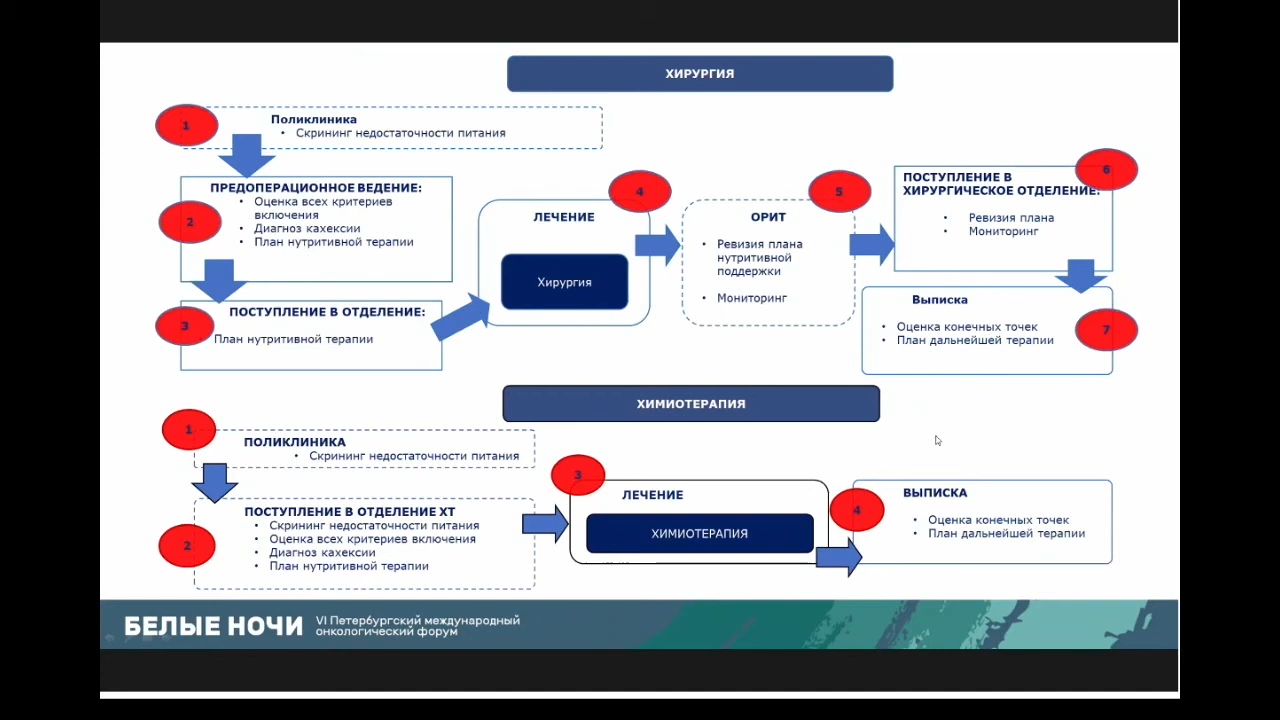 ХИРУРГИЯ
1
Поликлиника
• Скрининг недостаточности питания
2
ПРЕДОПЕРАЦИОННОЕ ВЕДЕНИЕ:
• Оценка всех критериев
включения
• Диагноз кахексии
• План нутритивной терапии
3
ПОСТУПЛЕНИЕ В ОТДЕЛЕНИЕ:
План нутритивной терапии
4
ЛЕЧЕНИЕ
Хирургия
5
ОРИТ
• Ревизия плана
нутритивной
поддержки
• Мониторинг
6
ПОСТУПЛЕНИЕ В
ХИРУРГИЧЕСКОЕ ОТДЕЛЕНИЕ:
• Ревизия плана
• Мониторинг
7
Выписка
• Оценка конечных точек
• План дальнейшей терапии
ХИМИОТЕРАПИЯ
1
ПОЛИКЛИНИКА
• Скрининг недостаточности питания
2
ПОСТУПЛЕНИЕ В ОТДЕЛЕНИЕ ХТ
• Скрининг недостаточности питания
• Оценка всех критериев включения
• Диагноз кахексии
• План нутритивной терапии
3
ЛЕЧЕНИЕ
ХИМИОТЕРАПИЯ
4
ВЫПИСКА
• Оценка конечных точек
• План дальнейшей терапии
БЕЛЫЕ НОЧИ
VI Петербургский международный
онкологический форум